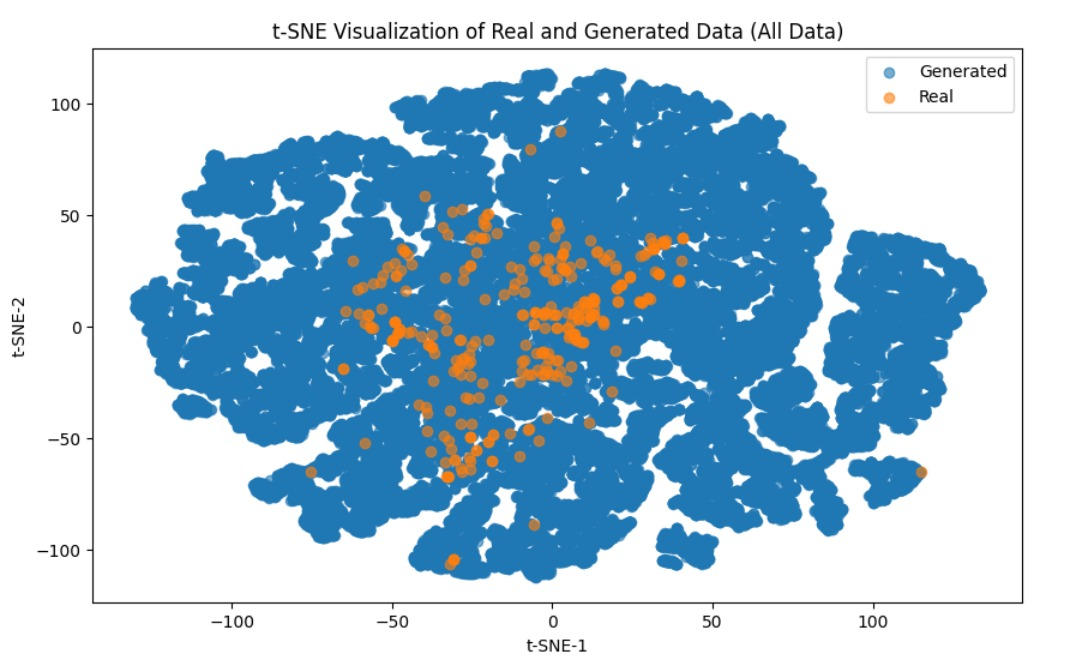 t-SNE Visualization of Real and Generated Data (All Data)
Generated
Real
100
50
0
−50
−100
t-SNE-2
−100
−50
0
50
100
t-SNE-1